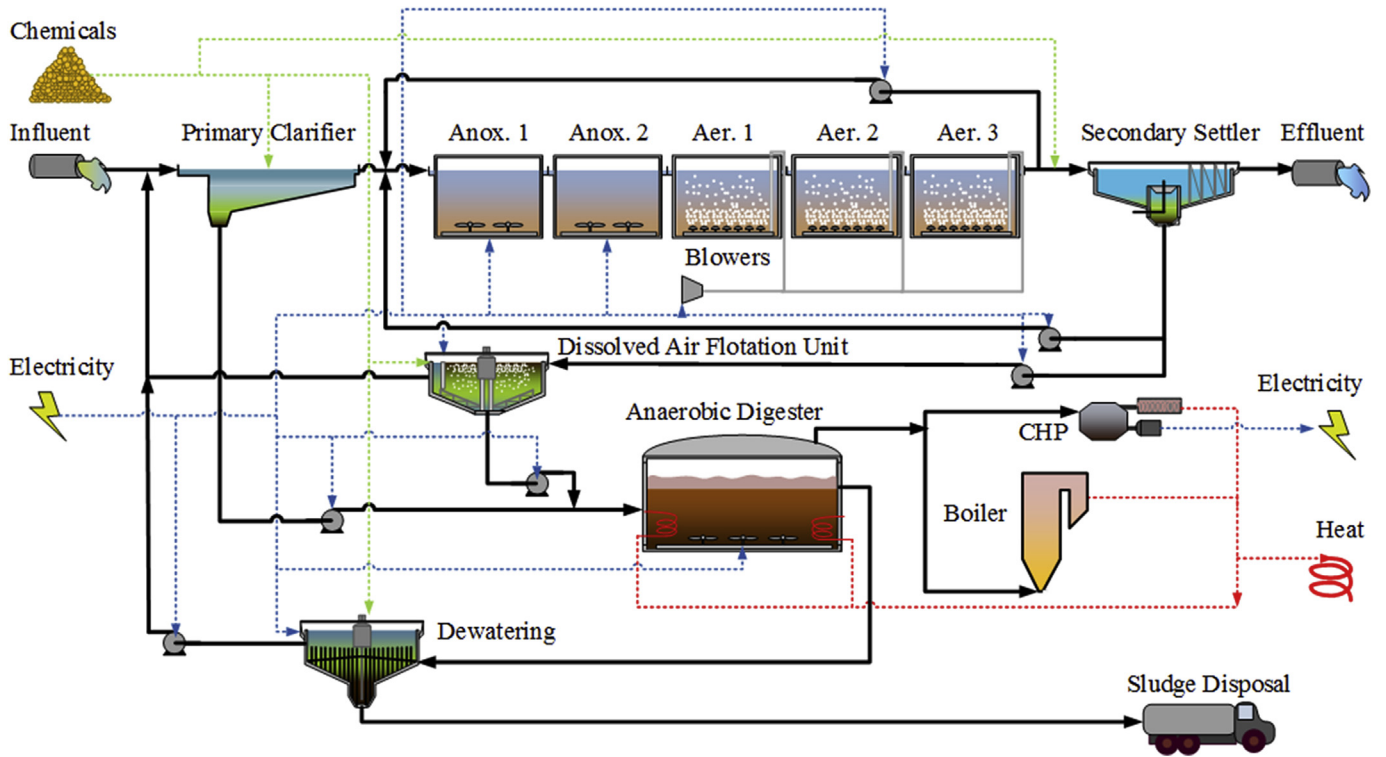 Chemicals
Influent
Primary Clarifier
Anox. 1
Anox. 2
Aer. 1
Aer. 2
Aer. 3
Secondary Settler
Effluent
Blowers
Dissolved Air Flotation Unit
Electricity
Electricity
Anaerobic Digester
CHP
Boiler
Heat
Dewatering
Sludge Disposal